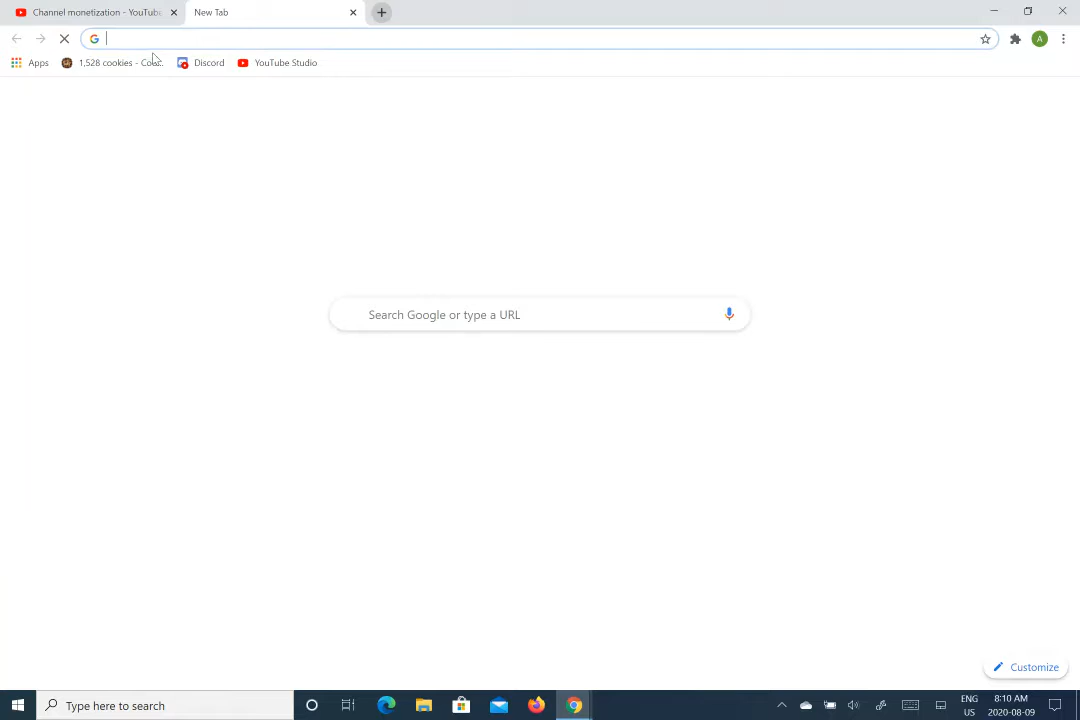 Channel monetization - YouTube
New Tab
Apps
1,528 cookies - Coo
Discord
YouTube Studio
Search Google or type a URL
Customize
Type here to search
ENG
US
8:10 AM
2020-08-09
A